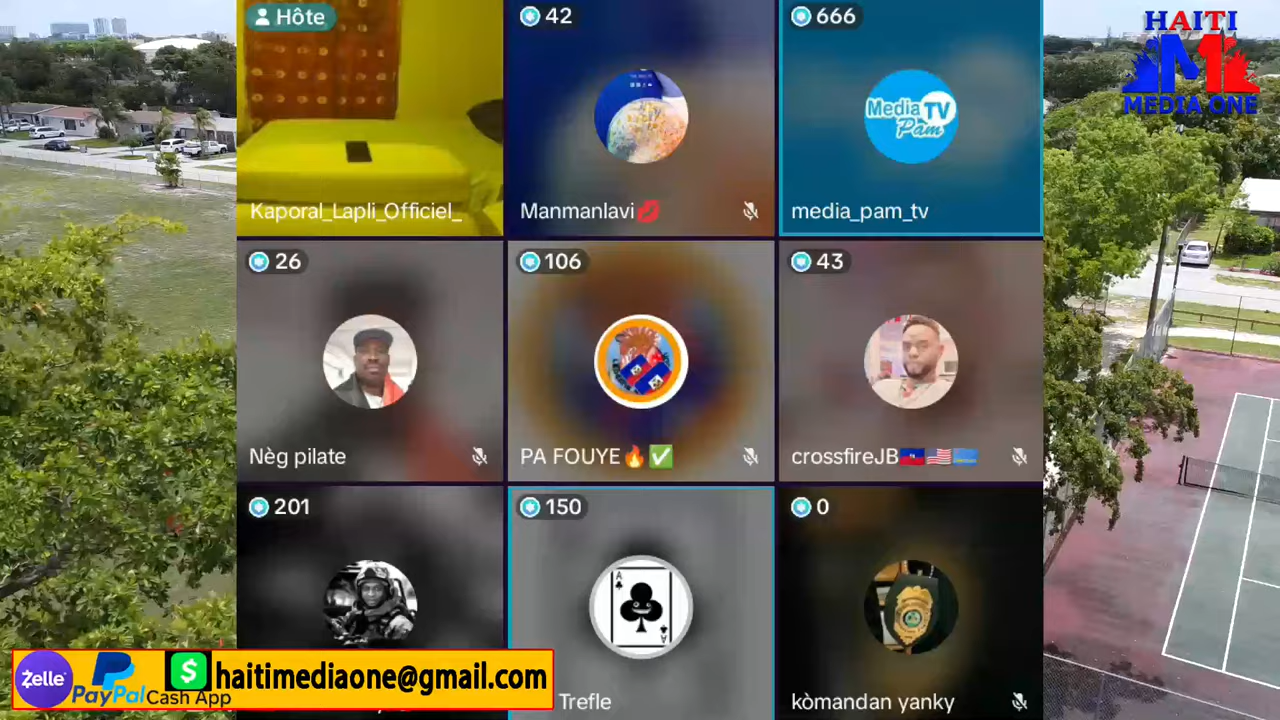 Hôte
42
666
HAITI
M
MEDIA ONE
Media TV
Pam
Kaporal_Lapli_Officiel_
Manmanlavi💋
media_pam_tv
26
106
43
Nèg pilate
PA FOUYE🔥✅
crossfireJB🇭🇹🇺🇸🇦🇼
201
150
0
A
A
Zelle
PayPal
$
Cash App
haitimediaone@gmail.com
Trefle
kòmandan yanky